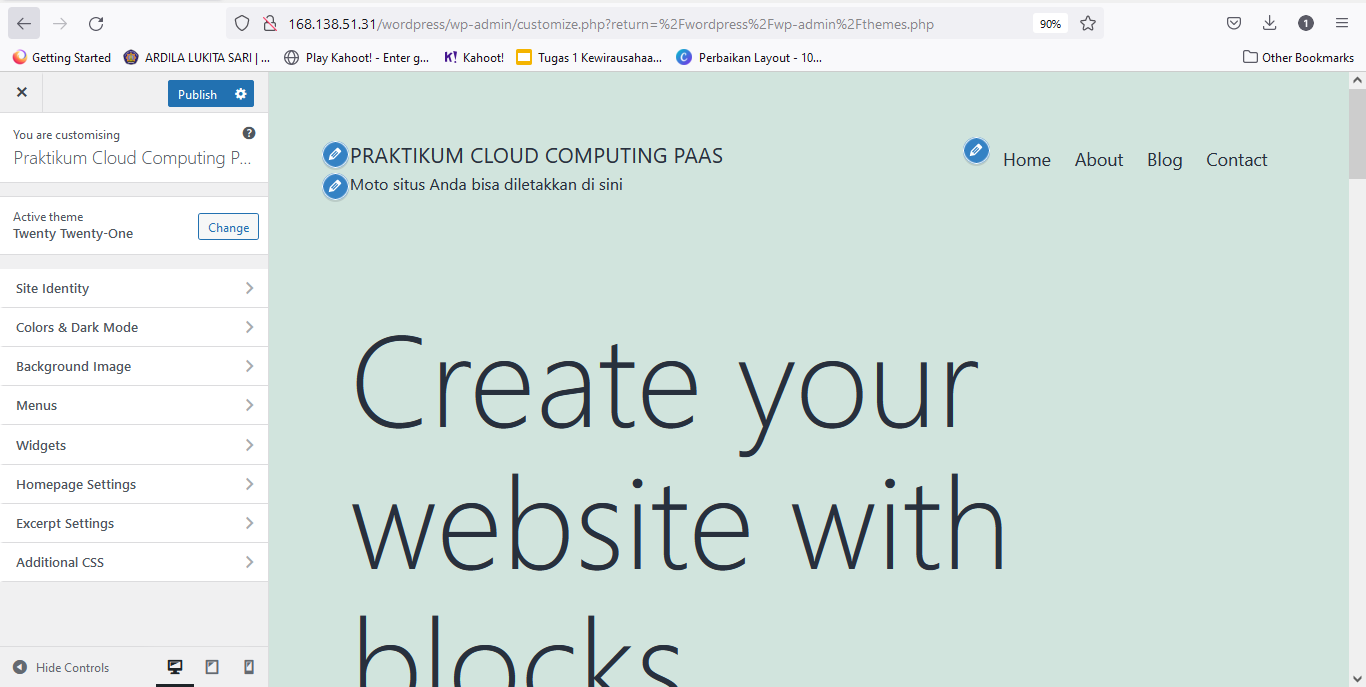 168.138.51.31/wordpress/wp-admin/customize.php?return=%2Fwordpress%2Fwp-admin%2Fthemes.php
90%
1
Getting Started
ARDILA LUKITA SARI | ...
Play Kahoot! - Enter g...
K! Kahoot!
Tugas 1 Kewirausahaa...
C Perbaikan Layout - 10...
Other Bookmarks
Publish
You are customising
?
Praktikum Cloud Computing P...
Active theme
Twenty Twenty-One
Change
Site Identity
Colors & Dark Mode
Background Image
Menus
Widgets
Homepage Settings
Excerpt Settings
Additional CSS
Hide Controls
PRAKTIKUM CLOUD COMPUTING PAAS
Moto situs Anda bisa diletakkan di sini
Home About Blog Contact
Create your
website with
blocks